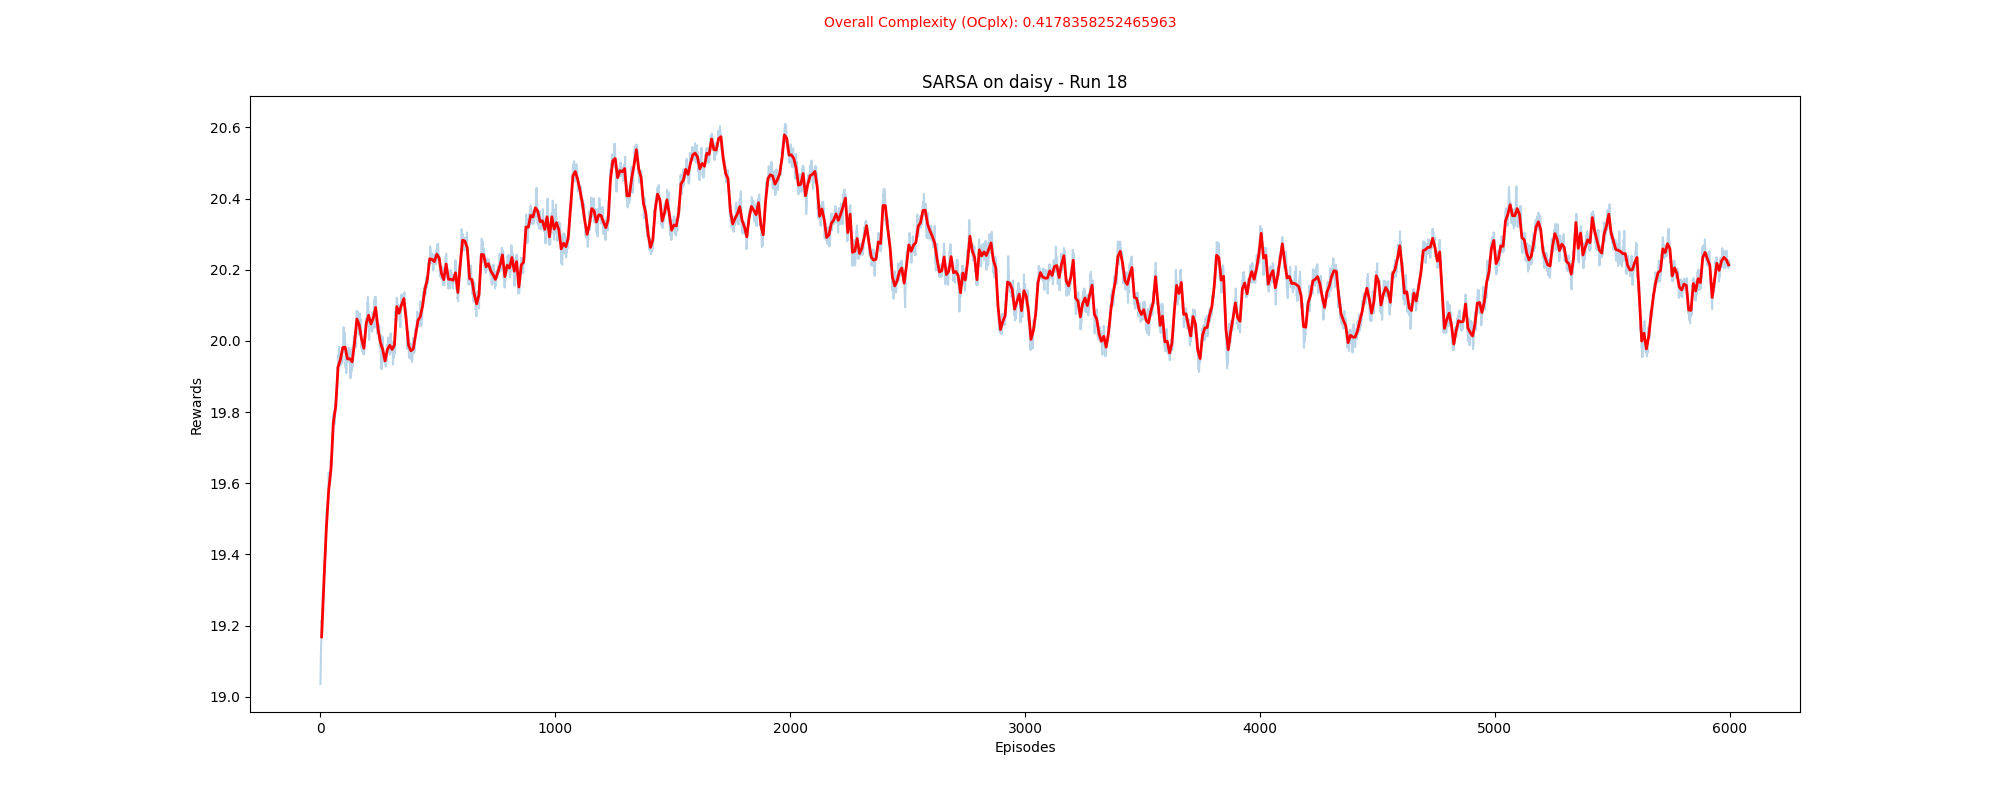 Overall Complexity (OCplx): 0.4178358252465963
SARSA on daisy - Run 18
20.6
20.4
20.2
20.0
19.8
19.6
19.4
19.2
19.0
Rewards
0 1000 2000 3000 4000 5000 6000
Episodes